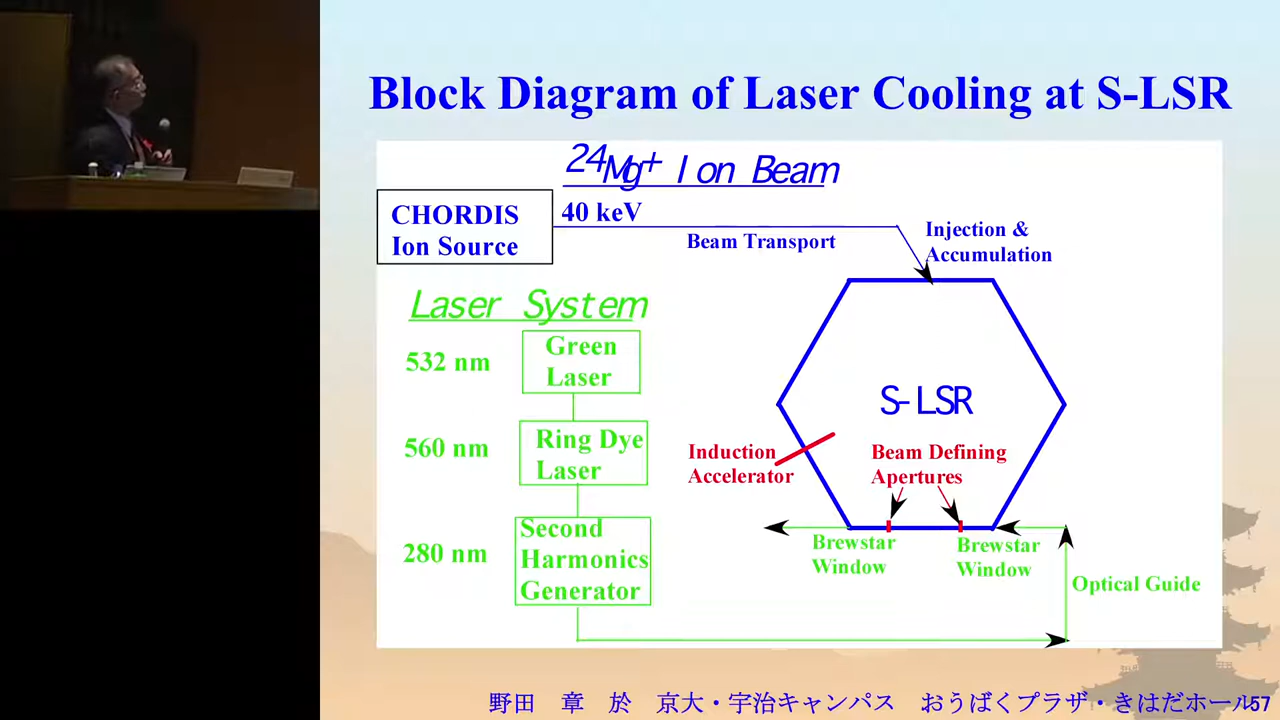 Block Diagram of Laser Cooling at S-LSR
24Mg+ Ion Beam
CHORDIS
Ion Source
40 keV
Beam Transport
Injection &
Accumulation
Laser System
532 nm
Green
Laser
560 nm
Ring Dye
Laser
280 nm
Second
Harmonics
Generator
S-LSR
Induction
Accelerator
Beam Defining
Apertures
Brewstar
Window
Brewstar
Window
Optical Guide
野田 章 於 京大・宇治キャンパス おうばくプラザ・きはだホール57